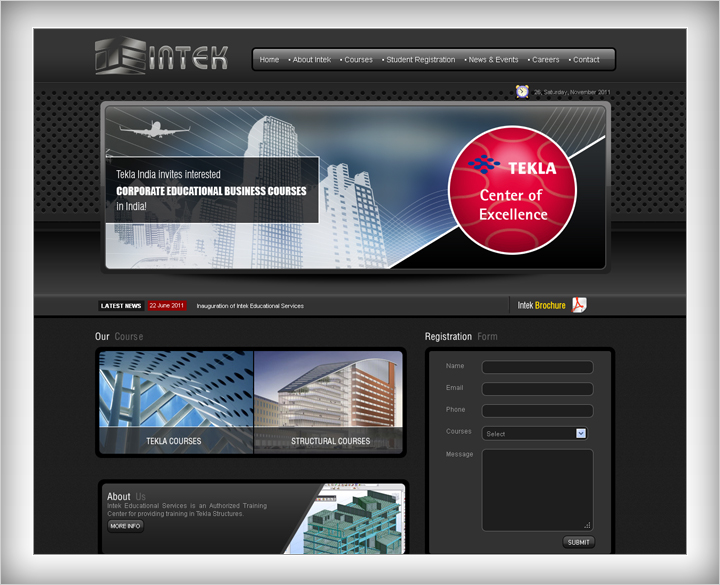 INTEK
Home • About Intek • Courses • Student Registration • News & Events • Careers • Contact
26, Saturday, November 2011
Tekla India invites interested
CORPORATE EDUCATIONAL BUSINESS COURSES
in India!
TEKLA
Center of
Excellence
LATEST NEWS 22 June 2011 Inauguration of Intek Educational Services
Intek Brochure
Our Course
TEKLA COURSES
STRUCTURAL COURSES
About Us
Intek Educational Services is an Authorized Training
Center for providing training in Tekla Structures.
MORE INFO
Registration Form
Name
Email
Phone
Courses Select
Message
SUBMIT